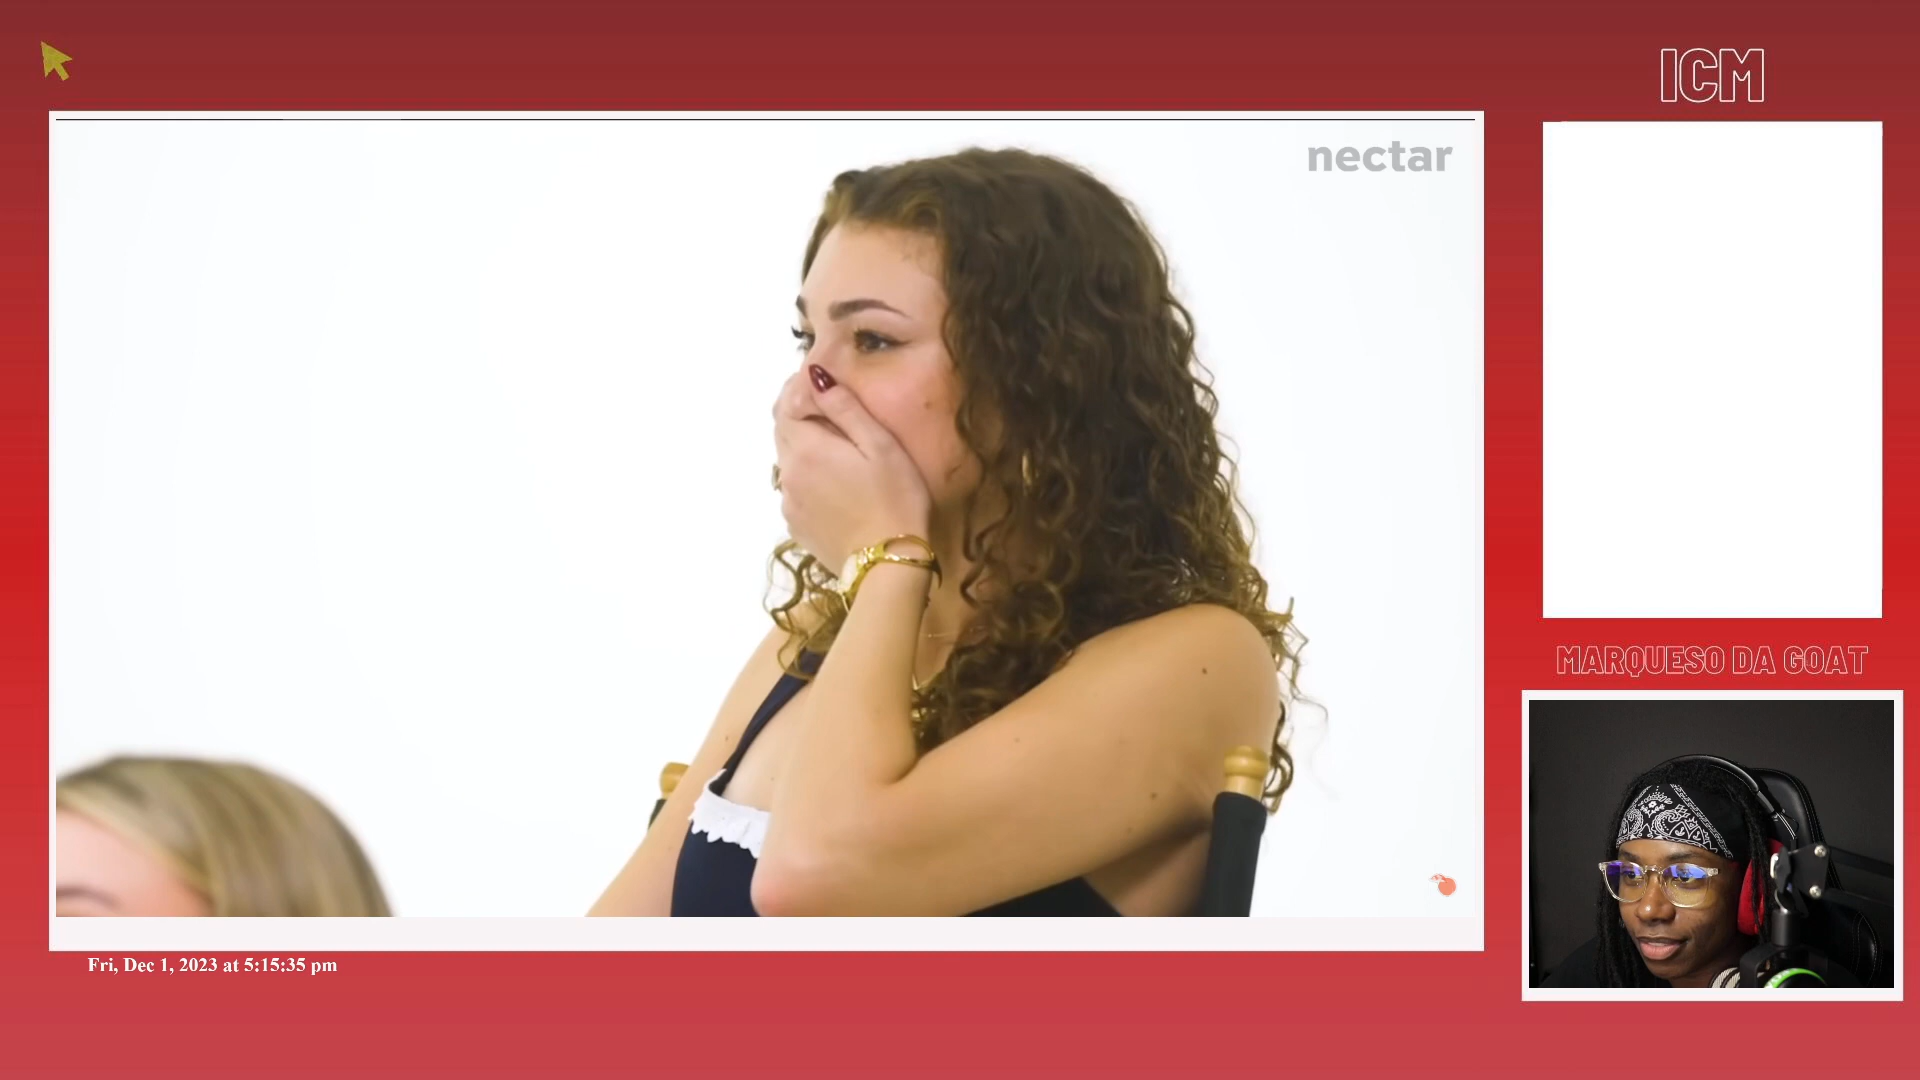 ICM
nectar
MARQUESO DA GOAT
Fri, Dec 1, 2023 at 5:15:35 pm